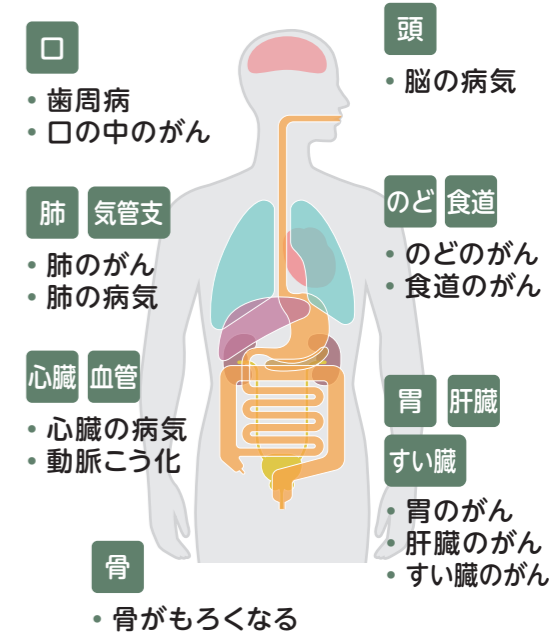 口
• 歯周病
• 口の中のがん
頭
• 脳の病気
肺 気管支
• 肺のがん
• 肺の病気
のど 食道
• のどのがん
• 食道のがん
心臓 血管
• 心臓の病気
• 動脈こう化
胃 肝臓
すい臓
• 胃のがん
• 肝臓のがん
• すい臓のがん
骨
• 骨がもろくなる